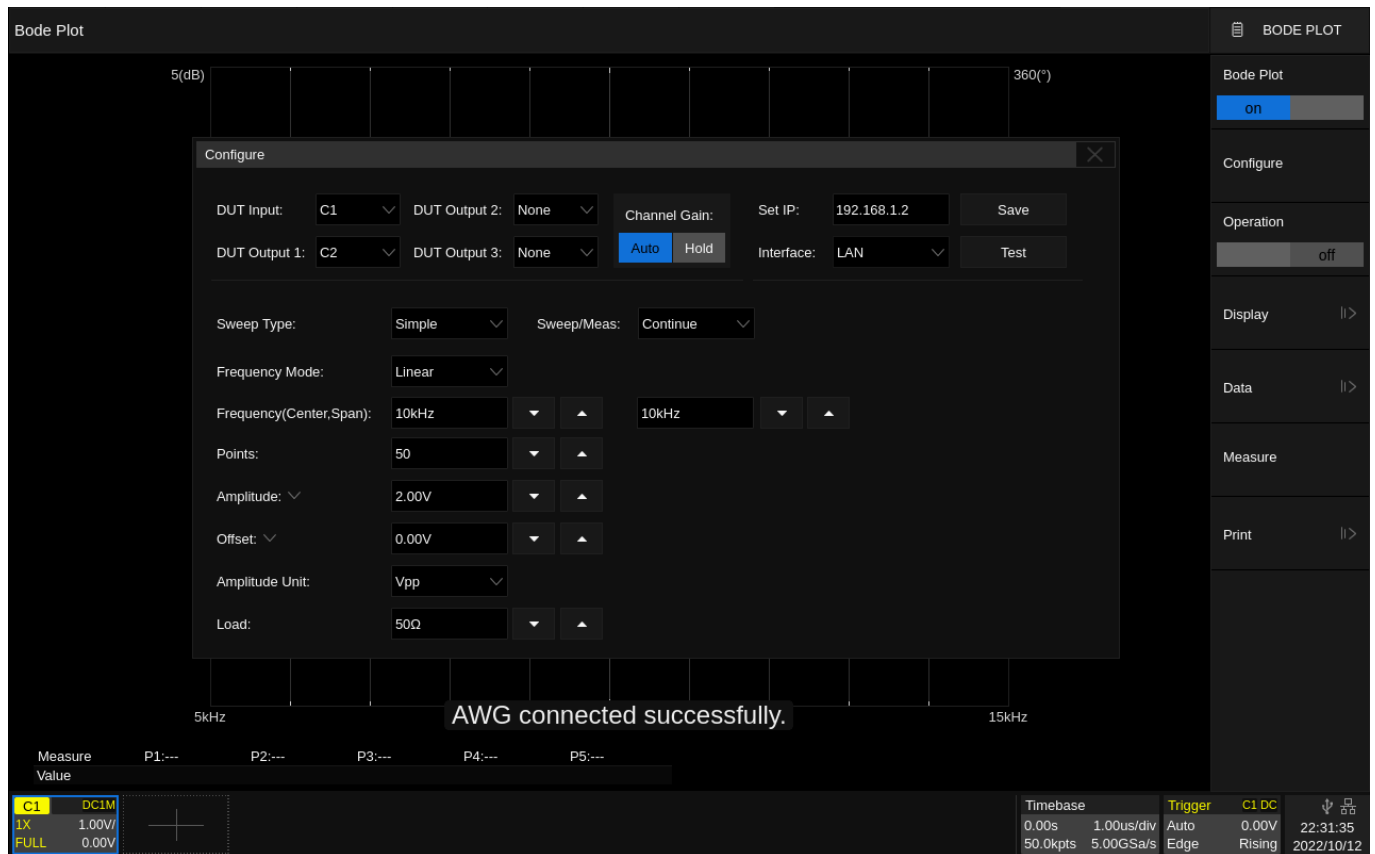 Bode Plot
BODE PLOT
5(dB)
360(°)
Bode Plot
on
Configure
Configure
DUT Input: C1 DUT Output 2: None Channel Gain: Set IP: 192.168.1.2 Save
DUT Output 1: C2 DUT Output 3: None Auto Hold Interface: LAN Test
Operation
off
Sweep Type: Simple Sweep/Meas: Continue
Display
Frequency Mode: Linear
Data
Frequency(Center,Span): 10kHz 10kHz
Points: 50
Measure
Amplitude: 2.00V
Offset: 0.00V
Print
Amplitude Unit: Vpp
Load: 50Ω
5kHz
AWG connected successfully.
15kHz
Measure P1:--- P2:--- P3:--- P4:--- P5:---
Value
C1 DC1M
1X 1.00V/
FULL 0.00V
Timebase
0.00s 1.00us/div
50.0kpts 5.00GSa/s
Trigger C1 DC
Auto 0.00V
Edge Rising
22:31:35
2022/10/12